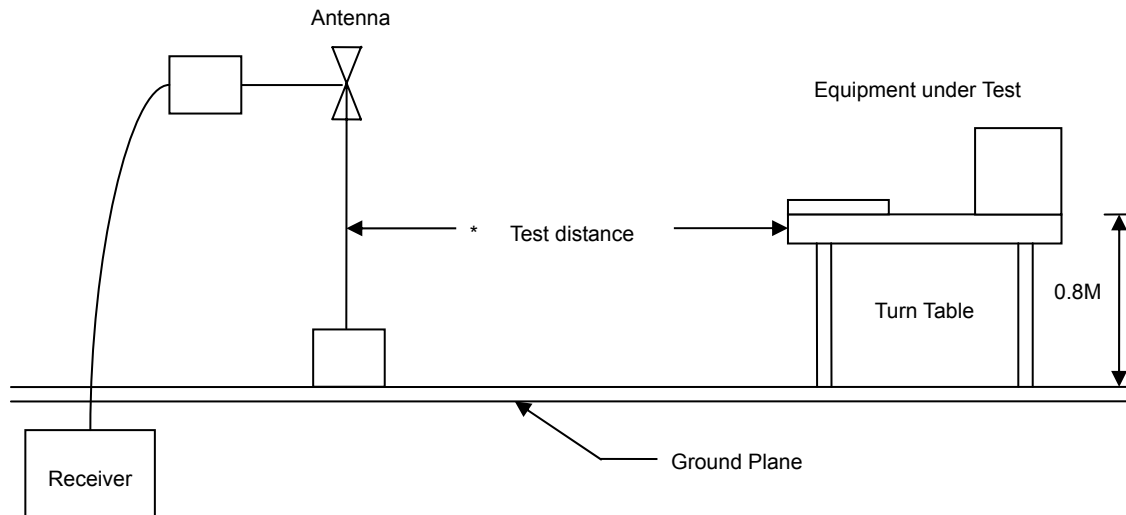 Antenna
Equipment under Test
* Test distance
0.8M
Turn Table
Ground Plane
Receiver